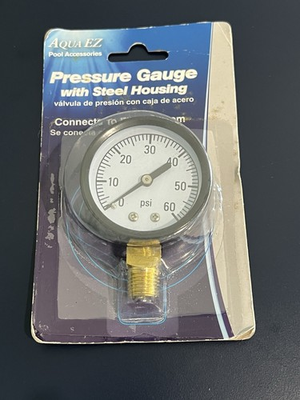 AQUA EZ
Pool Accessories
Pressure Gauge
with Steel Housing
válvula de presión con caja de acero
Connects to
Se conecta
0
10
20
30
40
50
60
psi